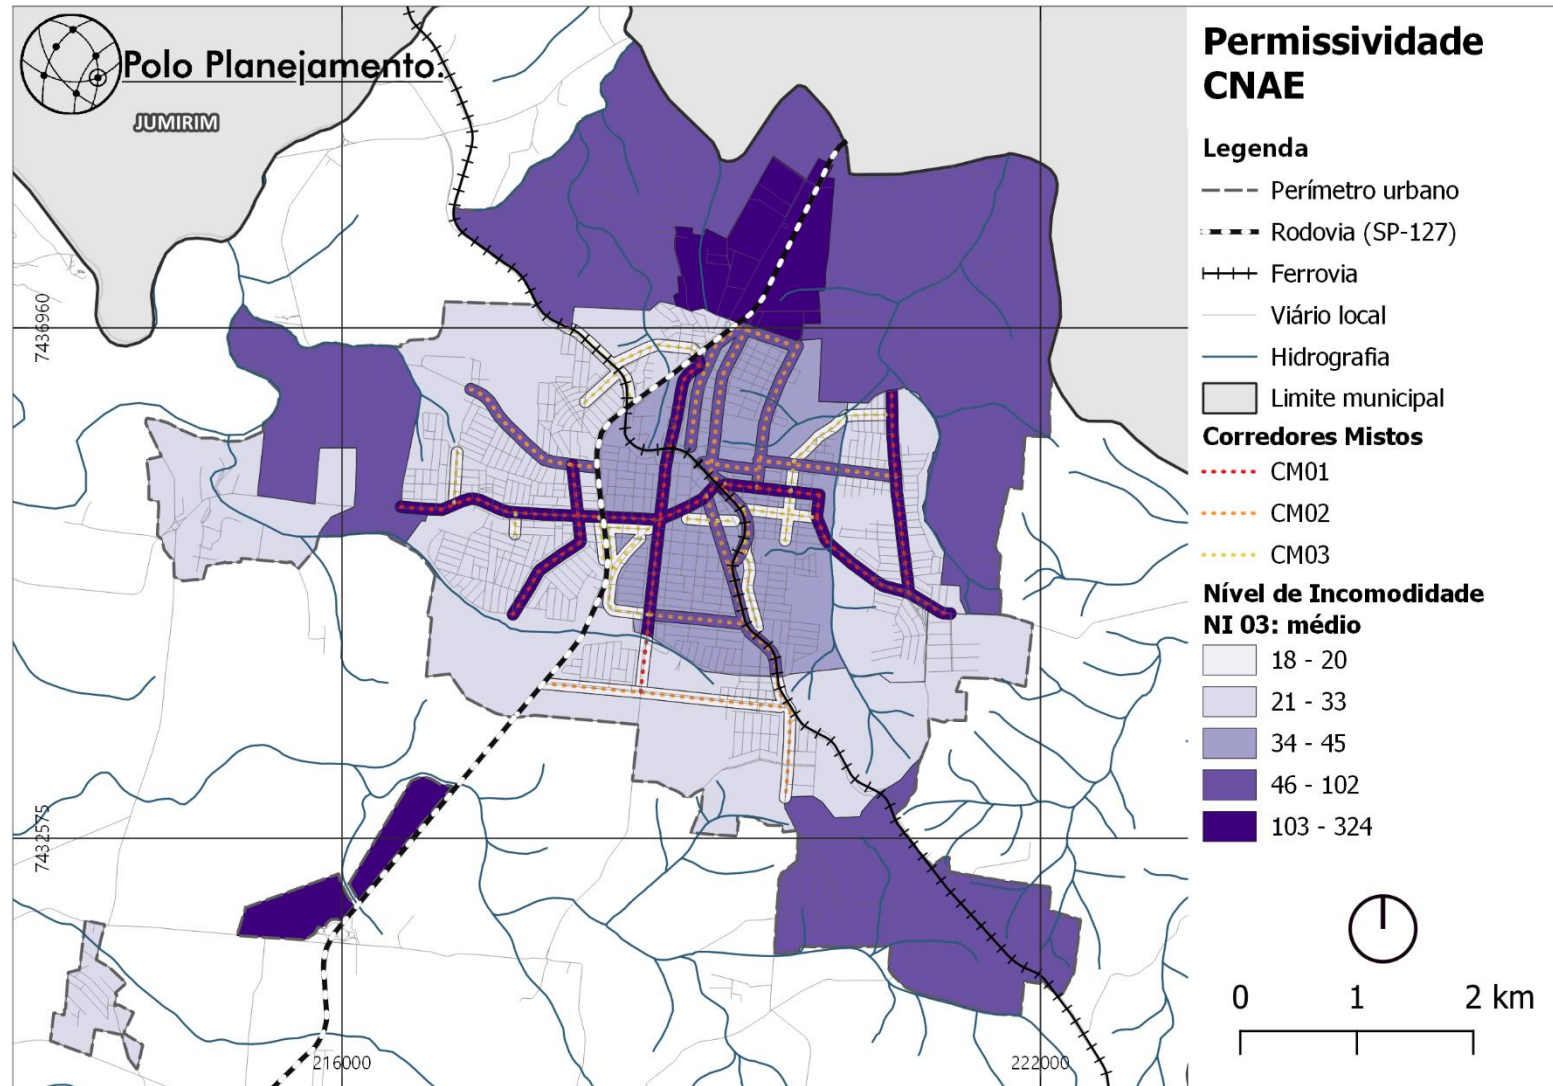 Polo Planejamento.
JUMIRIM
7436960
7432575
216000
222000
Permissividade
CNAE
Legenda
Perímetro urbano
Rodovia (SP-127)
Ferrovia
Viário local
Hidrografia
Limite municipal
Corredores Mistos
CM01
CM02
CM03
Nível de Incomodidade
NI 03: médio
18 - 20
21 - 33
34 - 45
46 - 102
103 - 324
0 1 2 km